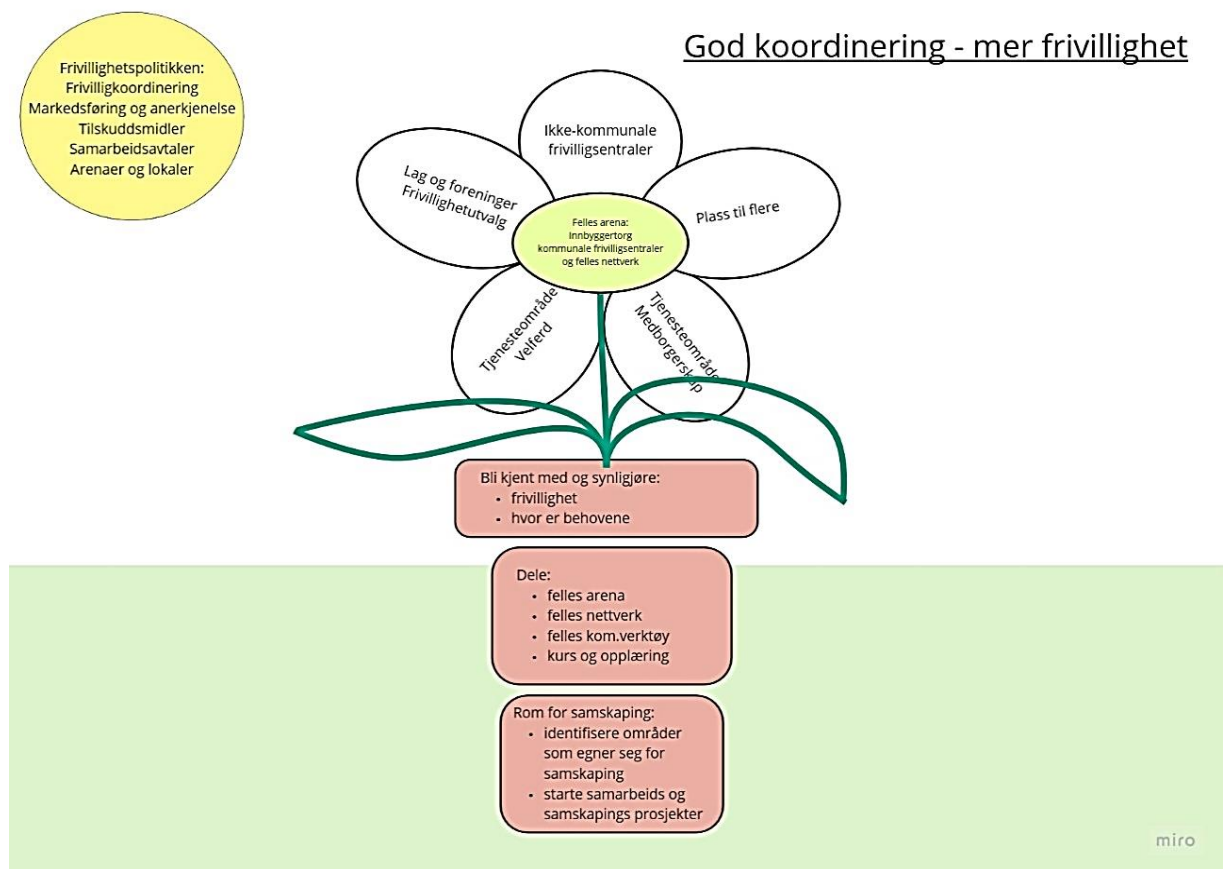 God koordinering - mer frivillighet
Frivillighetspolitikken:
Frivilligkoordinering
Markedsføring og anerkjenelse
Tilskuddsmidler
Samarbeidsavtaler
Arenaer og lokaler
Ikke-kommunale
frivilligsentraler
Lag og foreninger
Frivillighetutvalg
Plass til flere
Felles arena:
Innbyggertorg
kommunale frivilligsentraler
og felles nettverk
Tjenesteområde
Velferd
Tjenesteområde
Medborgerskap
Bli kjent med og synligjøre:
• frivillighet
• hvor er behovene
Dele:
• felles arena
• felles nettverk
• felles kom.verktøy
• kurs og opplæring
Rom for samskaping:
• identifisere områder
som egner seg for
samskaping
• starte samarbeids og
samskapings prosjekter
miro